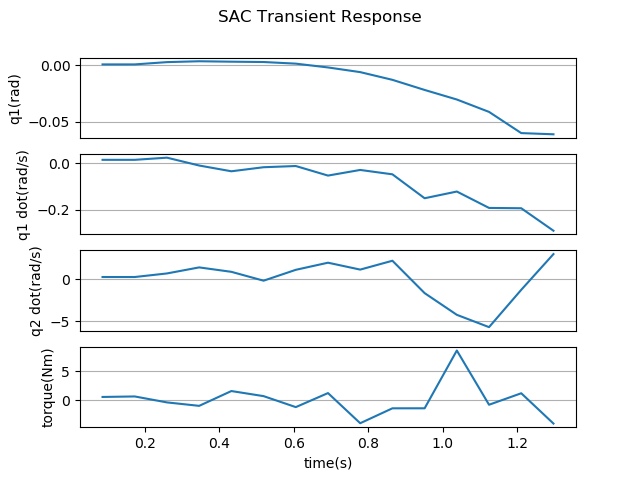 SAC Transient Response
q1(rad)
0.00
−0.05
q1 dot(rad/s)
0.0
−0.2
q2 dot(rad/s)
0
−5
torque(Nm)
5
0
0.2 0.4 0.6 0.8 1.0 1.2
time(s)